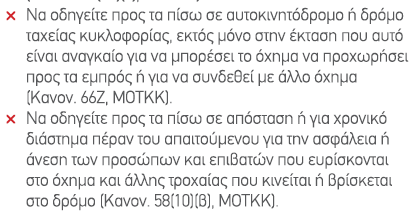 × Να οδηγείτε προς τα πίσω σε αυτοκινητόδρομο ή δρόμο
ταχείας κυκλοφορίας, εκτός μόνο στην έκταση που αυτό
είναι αναγκαίο για να μπορέσει το όχημα να προχωρήσει
προς τα εμπρός ή για να συνδεθεί με άλλο όχημα
(Κανον. 66Ζ, ΜΟΤΚΚ).
× Να οδηγείτε προς τα πίσω σε απόσταση ή για χρονικό
διάστημα πέραν του απαιτούμενου για την ασφάλεια ή
άνεση των προσώπων και επιβατών που ευρίσκονται
στο όχημα και άλλης τροχαίας που κινείται ή βρίσκεται
στο δρόμο (Κανον. 58(10)(β), ΜΟΤΚΚ).